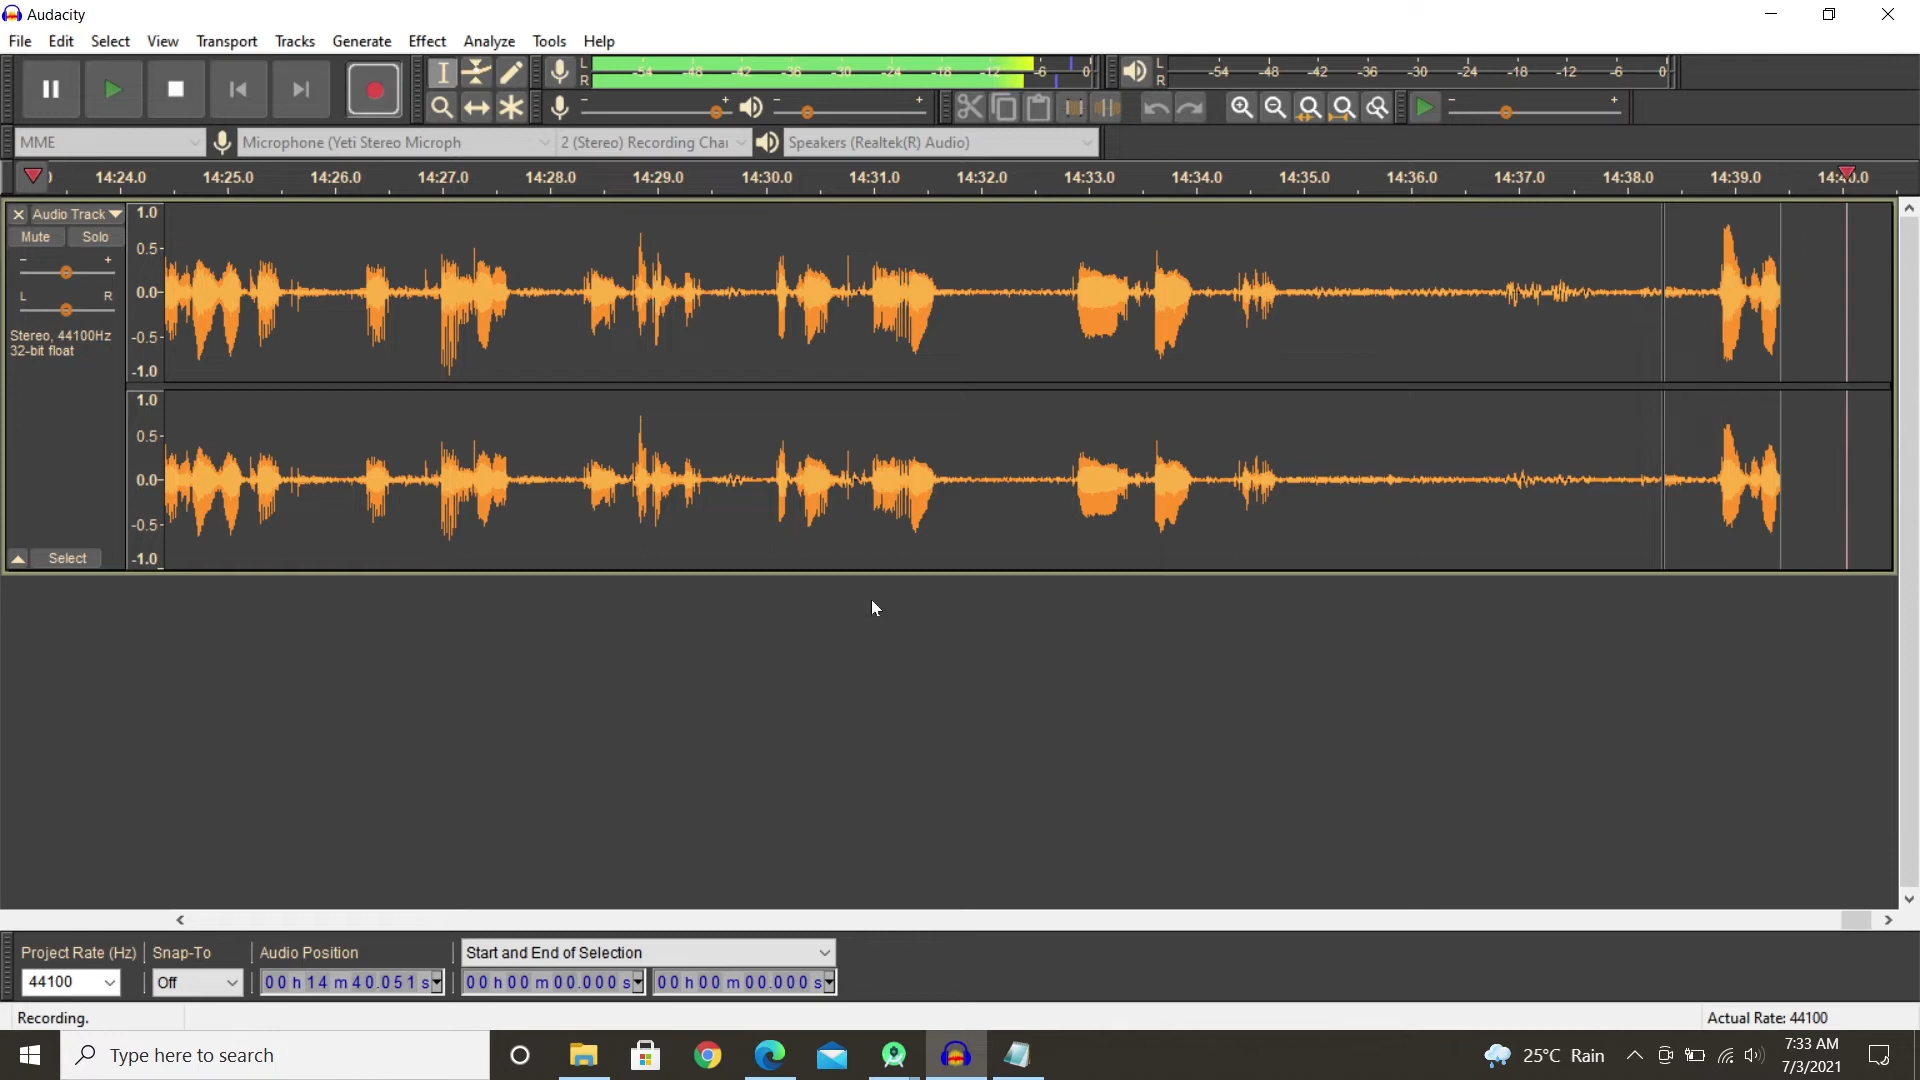 Audacity
File Edit Select View Transport Tracks Generate Effect Analyze Tools Help
L
R
-54 -48 -42 -36 -30 -24 -18 -12 -6 0
L
R
-54 -48 -42 -36 -30 -24 -18 -12 -6 0
- + - + - +
MME Microphone (Yeti Stereo Microph 2 (Stereo) Recording Chai Speakers (Realtek(R) Audio)
14:24.0 14:25.0 14:26.0 14:27.0 14:28.0 14:29.0 14:30.0 14:31.0 14:32.0 14:33.0 14:34.0 14:35.0 14:36.0 14:37.0 14:38.0 14:39.0 14:40.0
Audio Track 1.0
Mute Solo 0.5
- +
0.0
L R
Stereo, 44100Hz -0.5
32-bit float
-1.0
1.0
0.5
0.0
-0.5
Select -1.0
Project Rate (Hz) Snap-To Audio Position Start and End of Selection
44100 Off 00 h 14 m 40.051 s 00 h 00 m 00.000 s 00 h 00 m 00.000 s
Recording. Actual Rate: 44100
Type here to search 25°C Rain 7:33 AM
7/3/2021